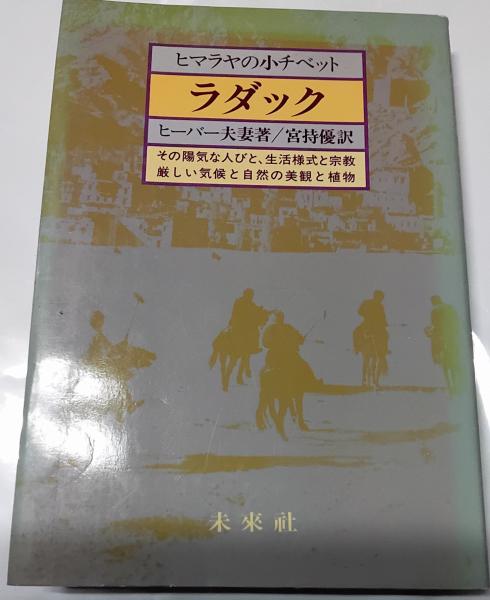 ヒマラヤの小チベット
ラダック
ヒーバー夫妻著/宮持優訳
その陽気な人びと、生活様式と宗教
厳しい気候と自然の美観と植物
未來社